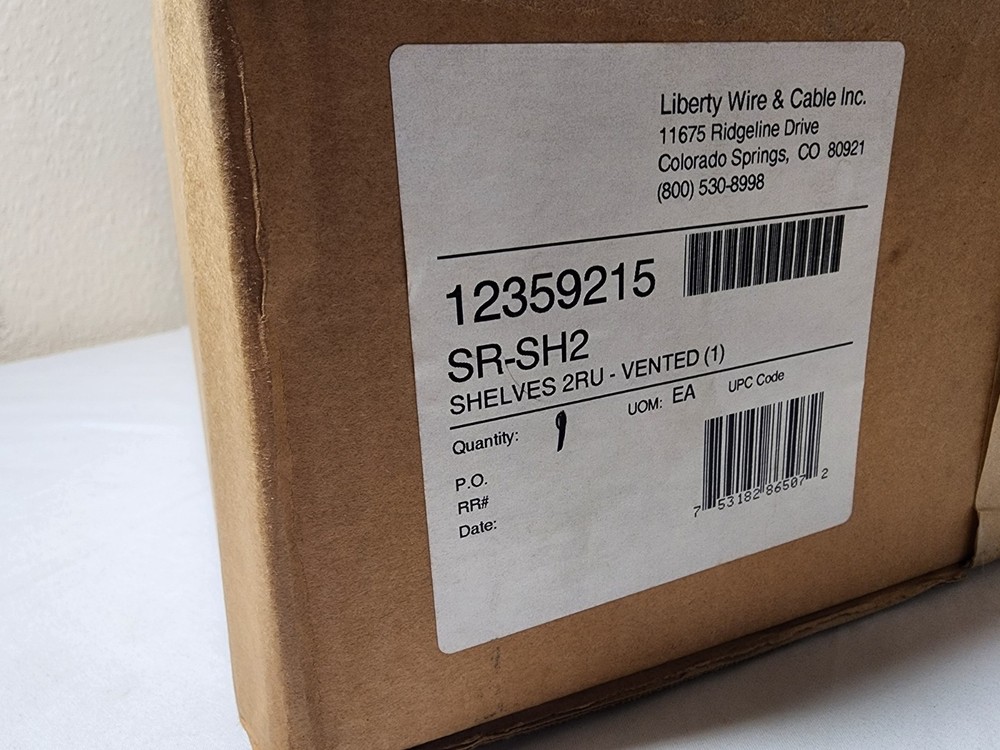 Liberty Wire & Cable Inc.
11675 Ridgeline Drive
Colorado Springs, CO 80921
(800) 530-8998
12359215
SR-SH2
SHELVES 2RU - VENTED (1)
Quantity: 1 UOM: EA UPC Code
P.O.
RR#
Date:
7 53182 86507 2